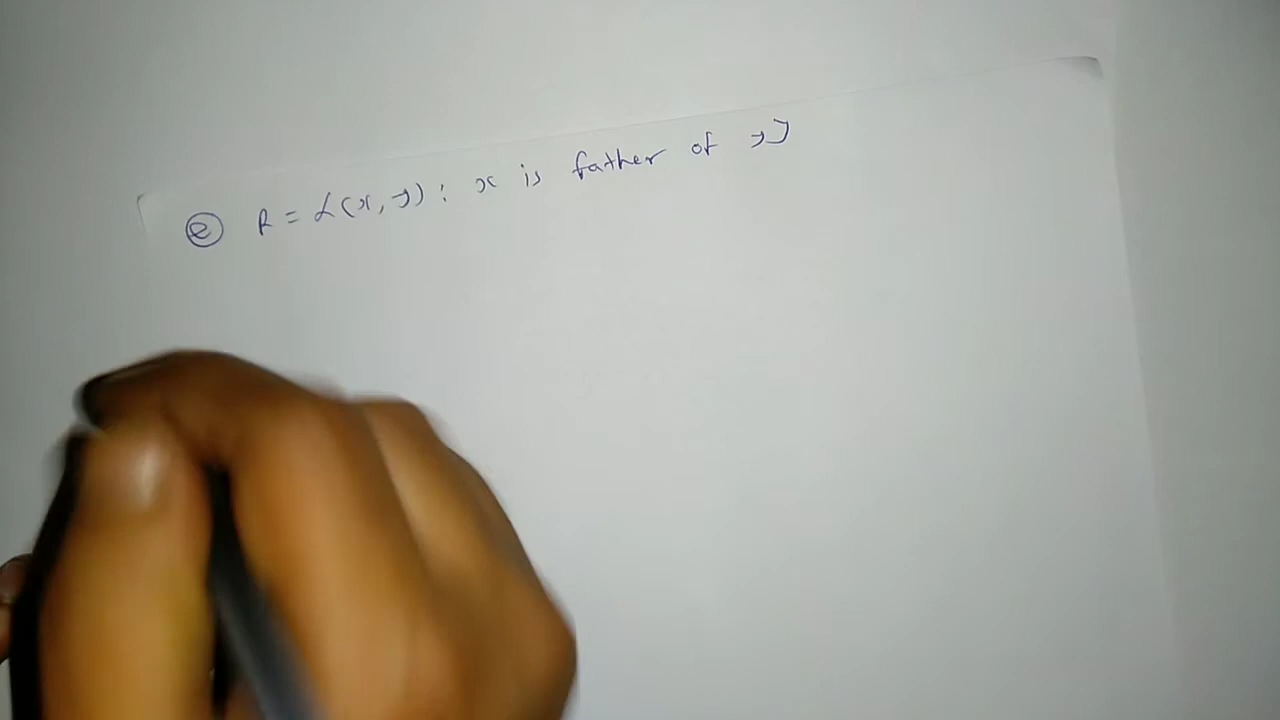 (e) R = {(x, y) : x is father of y}